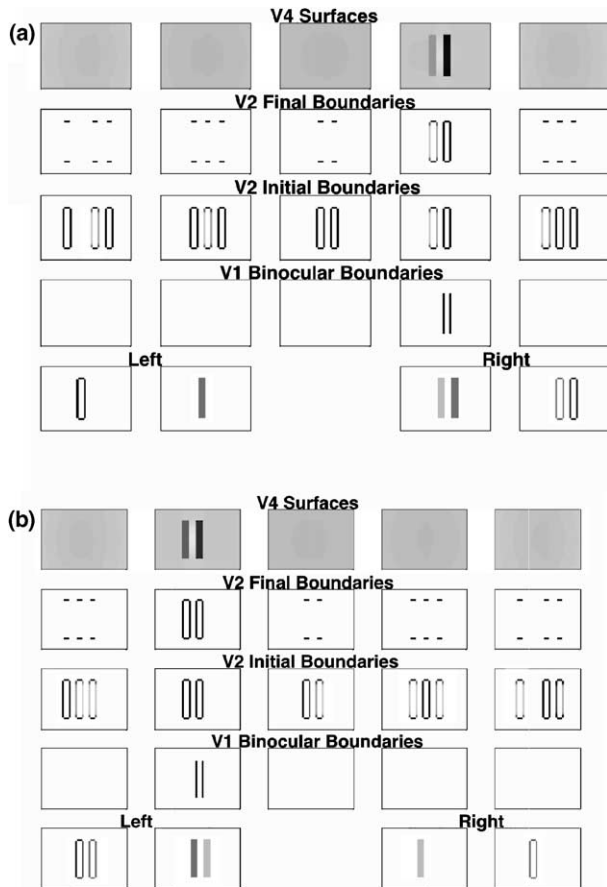 (a)
V4 Surfaces
V2 Final Boundaries
V2 Initial Boundaries
V1 Binocular Boundaries
Left Right
(b)
V4 Surfaces
V2 Final Boundaries
V2 Initial Boundaries
V1 Binocular Boundaries
Left Right